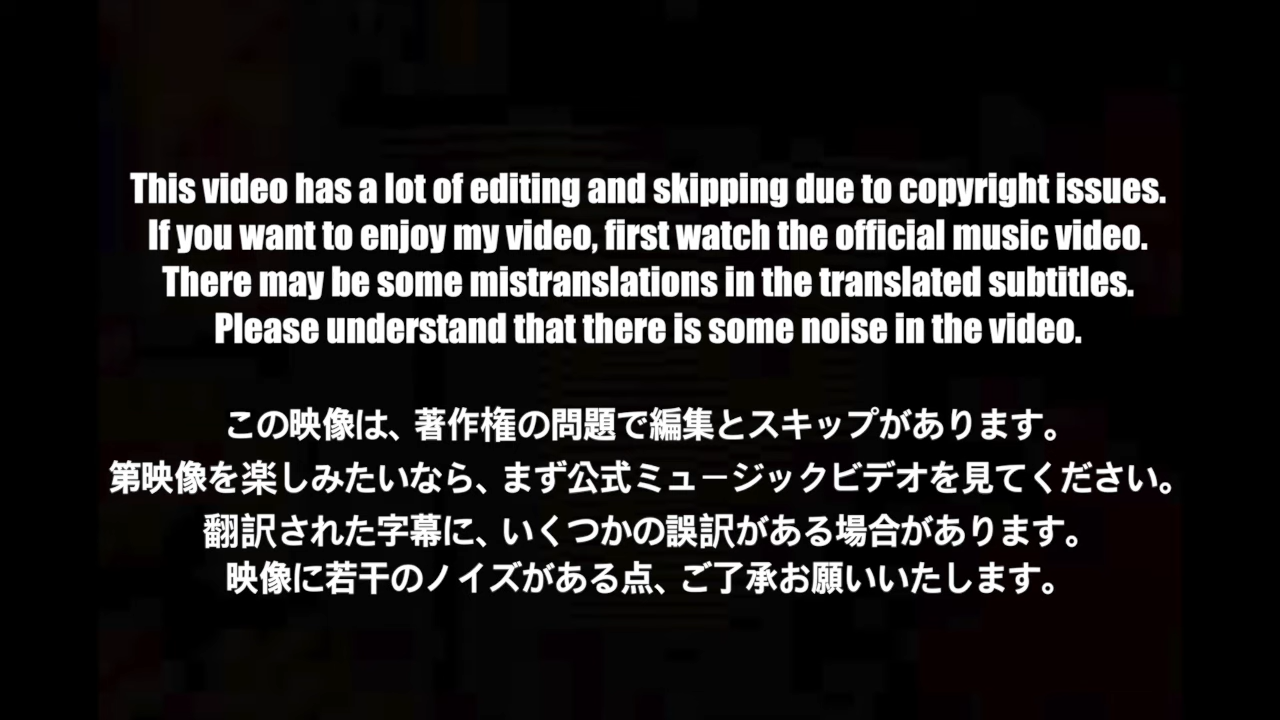 This video has a lot of editing and skipping due to copyright issues.
If you want to enjoy my video, first watch the official music video.
There may be some mistranslations in the translated subtitles.
Please understand that there is some noise in the video.
この映像は、著作権の問題で編集とスキップがあります。
第映像を楽しみたいなら、まず公式ミュージックビデオを見てください。
翻訳された字幕に、いくつかの誤訳がある場合があります。
映像に若干のノイズがある点、ご了承お願いいたします。